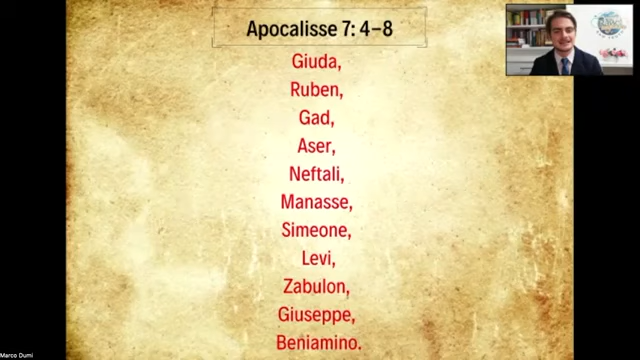 Apocalisse 7: 4–8
Giuda,
Ruben,
Gad,
Aser,
Neftali,
Manasse,
Simeone,
Levi,
Zabulon,
Giuseppe,
Beniamino.
Marco Dumi